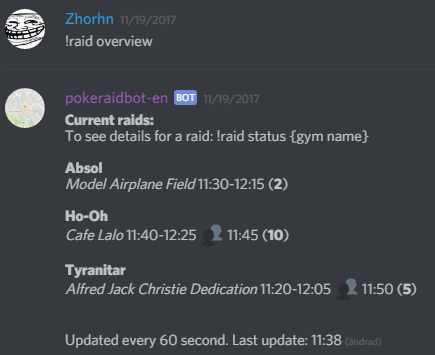 Zhorhn 11/19/2017
!raid overview
pokeraidbot-en BOT 11/19/2017
Current raids:
To see details for a raid: !raid status {gym name}
Absol
Model Airplane Field 11:30-12:15 (2)
Ho-Oh
Cafe Lalo 11:40-12:25 11:45 (10)
Tyranitar
Alfred Jack Christie Dedication 11:20-12:05 11:50 (5)
Updated every 60 second. Last update: 11:38 (ändrad)